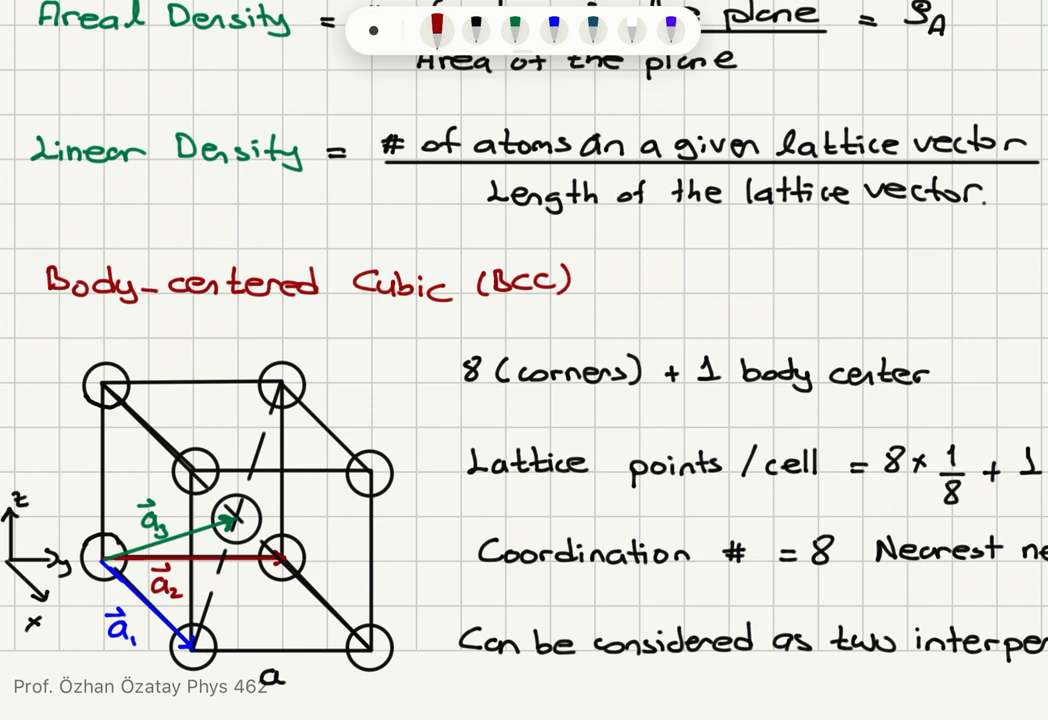 Areal Density = plane = ρA
Area of the plane
Linear Density = # of atoms on a given lattice vector
Length of the lattice vector.
Body-centered Cubic (BCC)
8 (corners) + 1 body center
Lattice points / cell = 8 x 1/8 + 1
Coordination # = 8 Nearest ne
Can be considered as two interpe
z
y
x
a⃗3
a⃗2
a⃗1
a
Prof. Özhan Özatay Phys 462